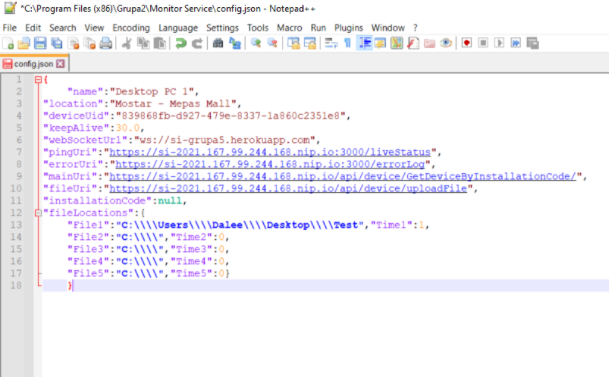 *C:\Program Files (x86)\Grupa2\Monitor Service\config.json - Notepad++
File Edit Search View Encoding Language Settings Tools Macro Run Plugins Window ?
config.json
1 {
2 "name":"Desktop PC 1",
3 "location":"Mostar - Mepas Mall",
4 "deviceUid":"839868fb-d927-479e-8337-1a860c2351e8",
5 "keepAlive":30.0,
6 "webSocketUrl":"ws://si-grupa5.herokuapp.com",
7 "pingUri":"https://si-2021.167.99.244.168.nip.io:3000/liveStatus",
8 "errorUri":"https://si-2021.167.99.244.168.nip.io:3000/errorLog",
9 "mainUri":"https://si-2021.167.99.244.168.nip.io/api/device/GetDeviceByInstallationCode/",
10 "fileUri":"https://si-2021.167.99.244.168.nip.io/api/device/uploadFile",
11 "installationCode":null,
12 "fileLocations":{
13 "File1":"C:\\\\Users\\\\Dalee\\\\Desktop\\\\Test","Time1":1,
14 "File2":"C:\\\\","Time2":0,
15 "File3":"C:\\\\","Time3":0,
16 "File4":"C:\\\\","Time4":0,
17 "File5":"C:\\\\","Time5":0}
18 }